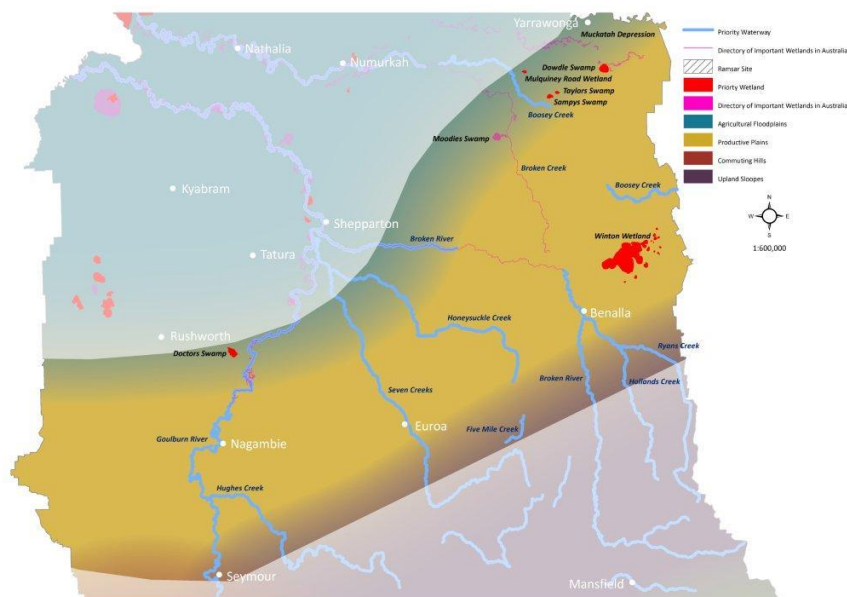 Yarrawonga
Muckatah Depression
Nathalia
Numurkah
Dowdle Swamp
Mulquiney Road Wetland
Taylors Swamp
Sampys Swamp
Boosey Creek
Moodies Swamp
Broken Creek
Kyabram
Boosey Creek
Shepparton
Broken River
Winton Wetland
Tatura
Honeysuckle Creek
Benalla
Rushworth
Doctors Swamp
Ryans Creek
Broken River
Hollands Creek
Seven Creeks
Euroa
Five Mile Creek
Goulburn River
Nagambie
Hughes Creek
Seymour
Mansfield
Priority Waterway
Directory of Important Wetlands in Australia
Ramsar Site
Priorty Wetland
Directory of Important Wetlands in Australia
Agricultural Floodplains
Productive Plains
Commuting Hills
Upland Sloopes
N
W E
S
1:600,000